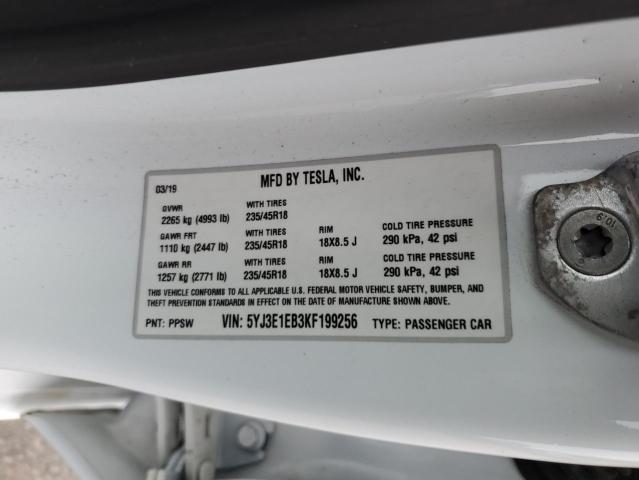 03/19 MFD BY TESLA, INC.
GVWR WITH TIRES
2265 kg (4993 lb) 235/45R18
GAWR FRT WITH TIRES RIM COLD TIRE PRESSURE
1110 kg (2447 lb) 235/45R18 18X8.5 J 290 kPa, 42 psi
GAWR RR WITH TIRES RIM COLD TIRE PRESSURE
1257 kg (2771 lb) 235/45R18 18X8.5 J 290 kPa, 42 psi
THIS VEHICLE CONFORMS TO ALL APPLICABLE U.S. FEDERAL MOTOR VEHICLE SAFETY, BUMPER, AND
THEFT PREVENTION STANDARDS IN EFFECT ON THE DATE OF MANUFACTURE SHOWN ABOVE.
PNT: PPSW VIN: 5YJ3E1EB3KF199256 TYPE: PASSENGER CAR
10.9